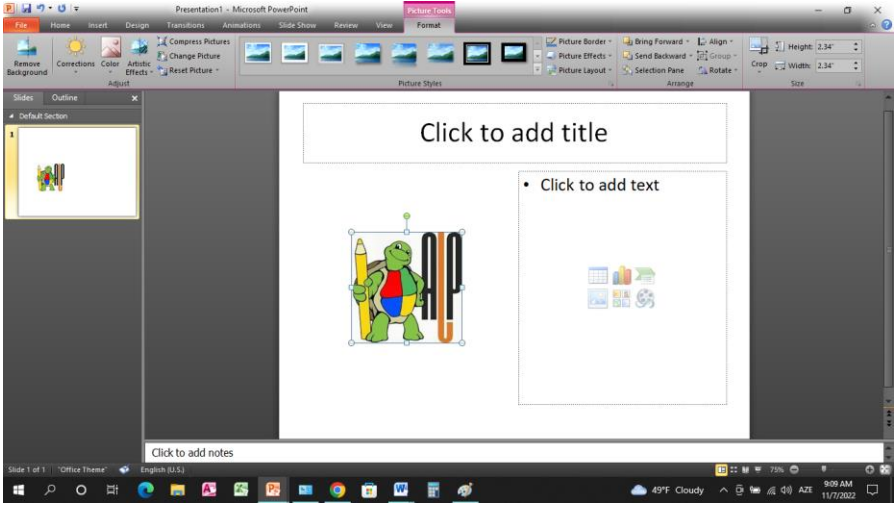 Presentation1 - Microsoft PowerPoint
Picture Tools
File Home Insert Design Transitions Animations Slide Show Review View Format
Remove Background
Corrections
Color
Artistic Effects
Compress Pictures
Change Picture
Reset Picture
Adjust
Picture Styles
Picture Border
Picture Effects
Picture Layout
Bring Forward
Send Backward
Selection Pane
Align
Group
Rotate
Arrange
Crop
Height: 2.34"
Width: 2.34"
Size
Slides Outline
Default Section
1
Click to add title
• Click to add text
ALP
Click to add notes
Slide 1 of 1 "Office Theme" English (U.S.) 75%
49°F Cloudy AZE 9:09 AM
11/7/2022